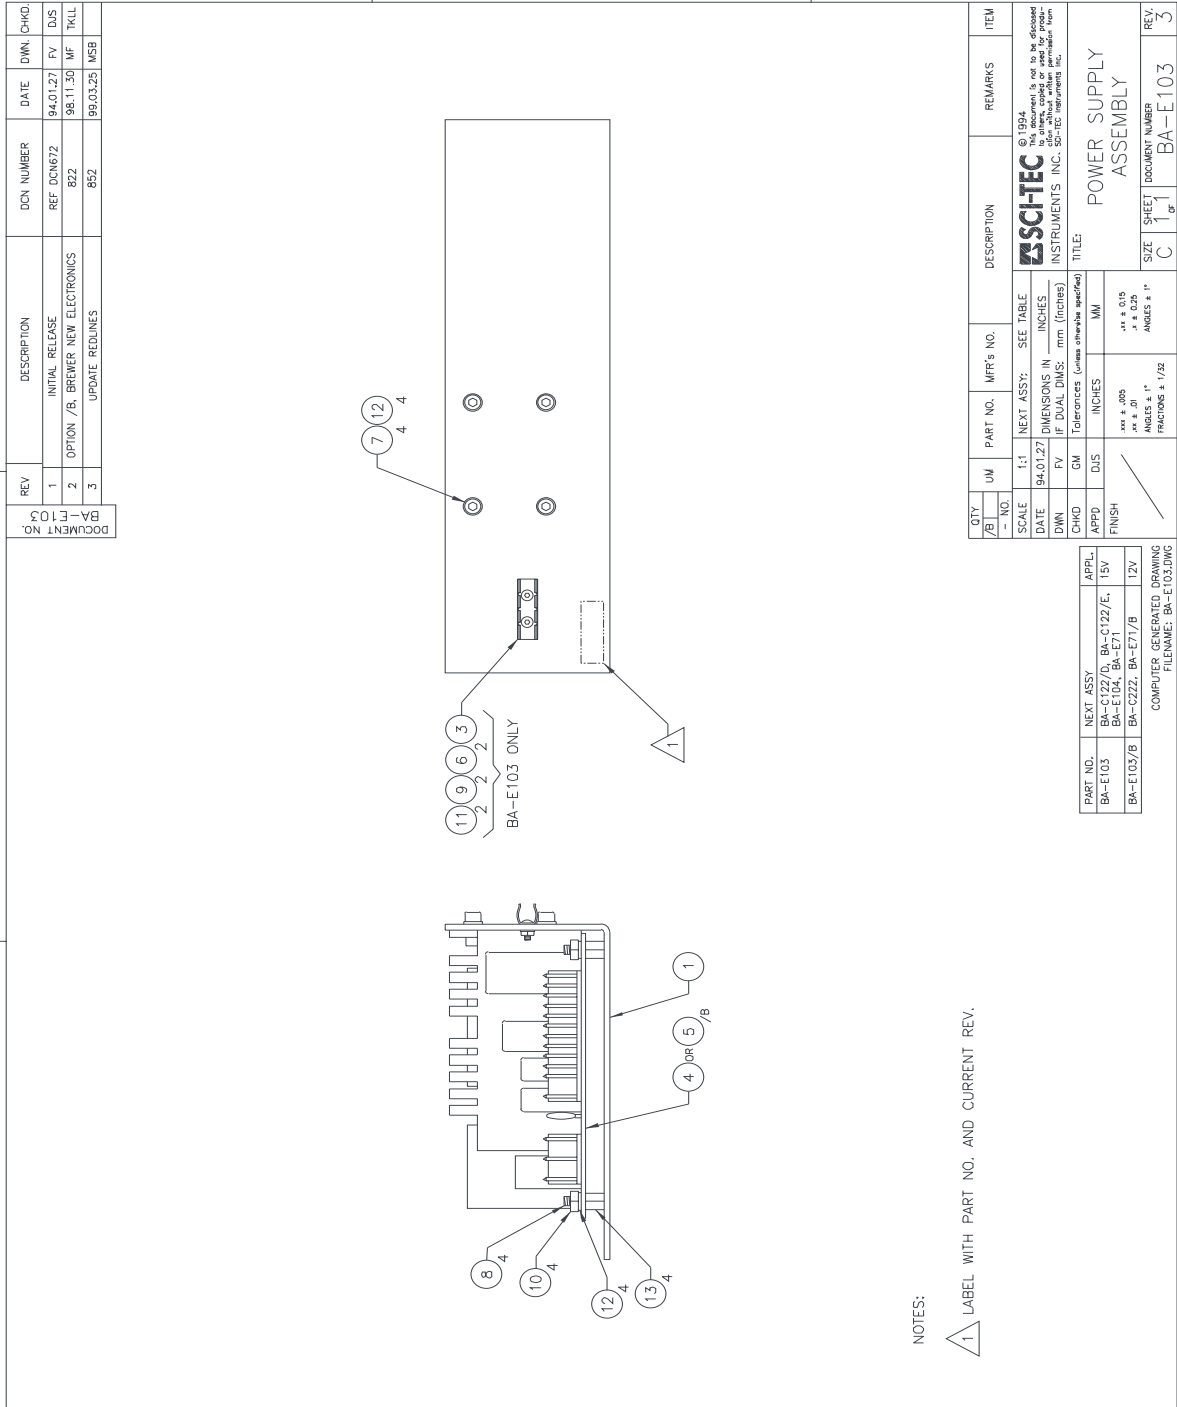 DOCUMENT NO.
BA-E103
REV DESCRIPTION DCN NUMBER DATE DWN. CHKD.
1 INITIAL RELEASE REF DCN672 94.01.27 FV DJS
2 OPTION /B, BREWER NEW ELECTRONICS 822 98.11.30 MF TKLL
3 UPDATE REDLINES 852 99.03.25 MSB
8 4
10 4
12 4
13 4
4 OR 5 /B
1
11 9 6 3
2 2 2 2
BA-E103 ONLY
1
7 12
4 4
NOTES:
1 LABEL WITH PART NO. AND CURRENT REV.
PART NO. NEXT ASSY APPL.
BA-E103 BA-C122/D, BA-C122/E, 15V
BA-E104, BA-E71
BA-E103/B BA-C222, BA-E71/B 12V
COMPUTER GENERATED DRAWING
FILENAME: BA-E103.DWG
QTY
/B - NO. UM PART NO. MFR's NO. DESCRIPTION REMARKS ITEM
SCALE 1:1
DATE 94.01.27
DWN FV
CHKD GM
APPD DJS
FINISH
NEXT ASSY: SEE TABLE
DIMENSIONS IN INCHES
IF DUAL DIMS: mm (inches)
Tolerances (unless otherwise specified)
INCHES MM
.xxx ± .005
.xx ± .01
ANGLES ± 1°
FRACTIONS ± 1/32
.xx ± 0.15
.x ± 0.25
ANGLES ± 1°
SCI-TEC
INSTRUMENTS INC.
© 1994
This document is not to be disclosed
to others, copied or used for produ-
ction without written permission from
SCI-TEC Instruments Inc.
TITLE:
POWER SUPPLY
ASSEMBLY
SIZE C
SHEET 1 OF 1
DOCUMENT NUMBER BA-E103
REV. 3